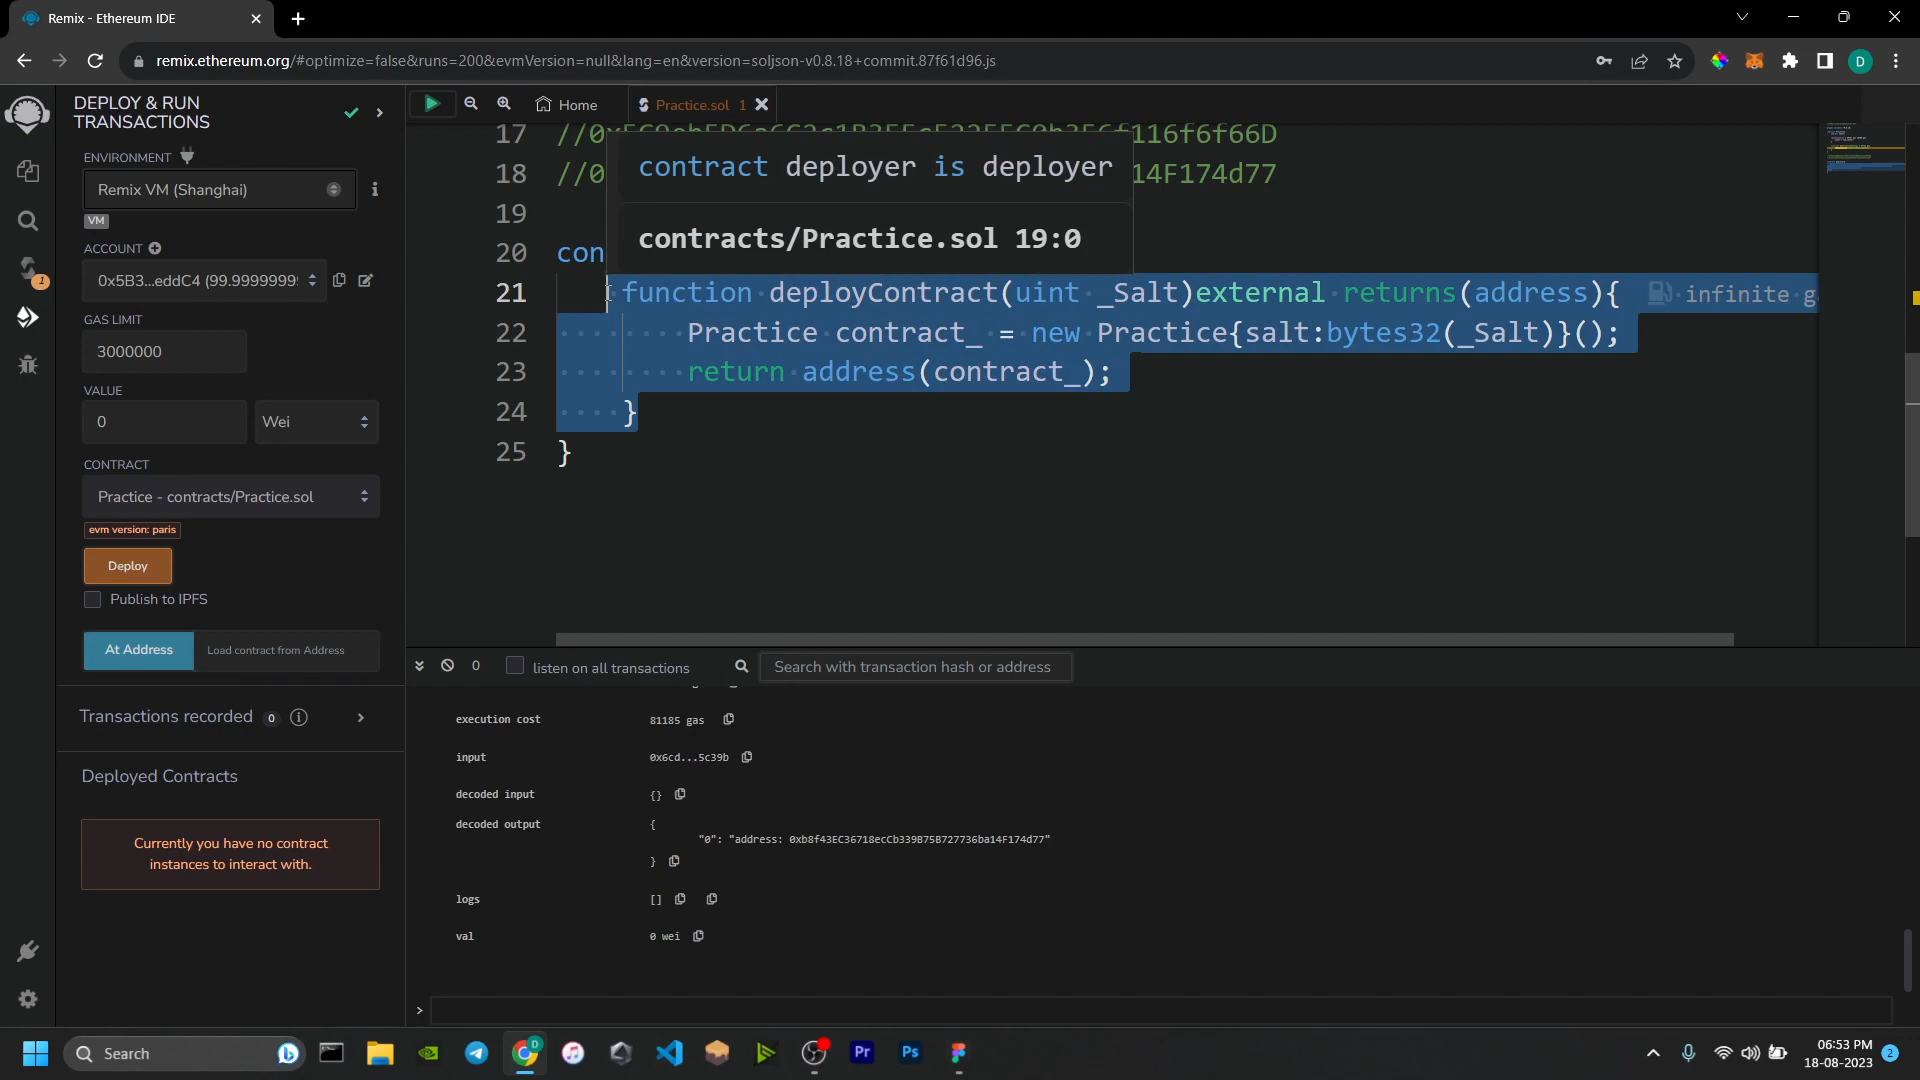 Remix - Ethereum IDE
remix.ethereum.org/#optimize=false&runs=200&evmVersion=null&lang=en&version=soljson-v0.8.18+commit.87f61d96.js
D
DEPLOY & RUN
TRANSACTIONS
ENVIRONMENT
Remix VM (Shanghai)
VM
ACCOUNT
0x5B3...eddC4 (99.9999999
GAS LIMIT
3000000
VALUE
0
Wei
CONTRACT
Practice - contracts/Practice.sol
evm version: paris
Deploy
Publish to IPFS
At Address
Load contract from Address
Transactions recorded 0 i
Deployed Contracts
Currently you have no contract
instances to interact with.
1
Home
Practice.sol 1
17
18 //0 14F174d77
19
20 con
21 function deployContract(uint _Salt)external returns(address){ infinite g
22 Practice contract_ = new Practice{salt:bytes32(_Salt)}();
23 return address(contract_);
24 }
25 }
contract deployer is deployer
contracts/Practice.sol 19:0
0
listen on all transactions
Search with transaction hash or address
execution cost 81185 gas
input 0x6cd...5c39b
decoded input {}
decoded output {
"0": "address: 0xb8f43EC36718ecCb339B75B727736ba14F174d77"
}
logs []
val 0 wei
>
Search
D
Pr
Ps
06:53 PM
18-08-2023
2